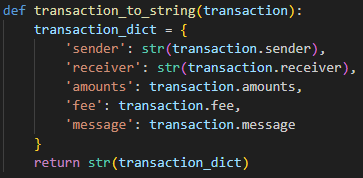 def transaction_to_string(transaction):
    transaction_dict = {
        'sender': str(transaction.sender),
        'receiver': str(transaction.receiver),
        'amounts': transaction.amounts,
        'fee': transaction.fee,
        'message': transaction.message
    }
    return str(transaction_dict)